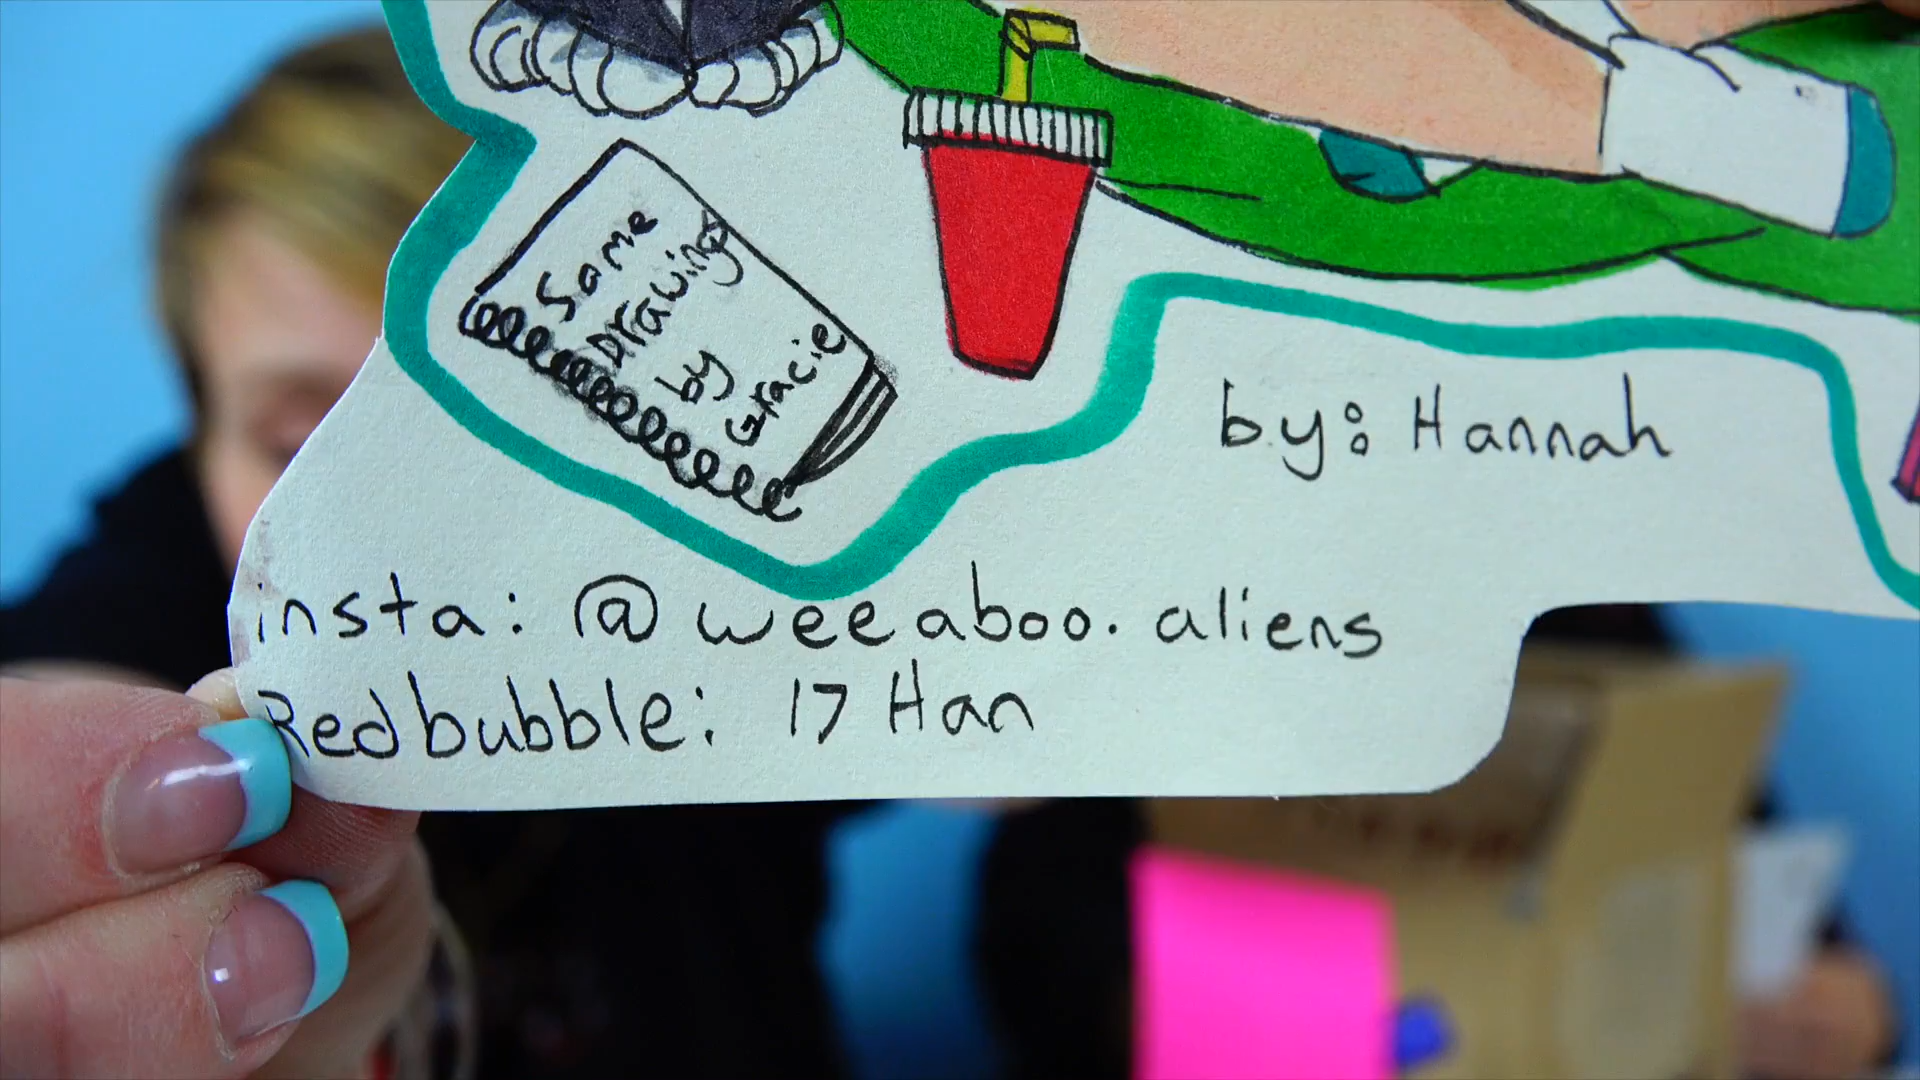 Some
Drawings
by
Gracie
by: Hannah
insta: @weeaboo.aliens
Redbubble: 17 Han